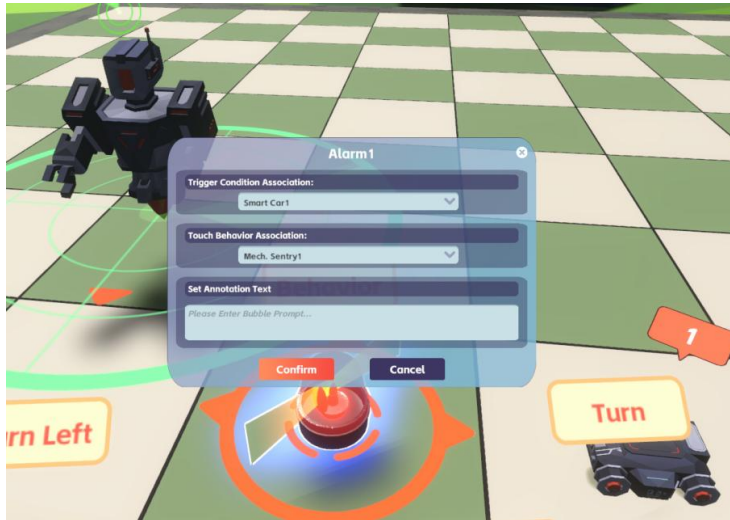 Alarm1
Trigger Condition Association:
Smart Car1
Touch Behavior Association:
Mech. Sentry1
Behavior
Set Annotation Text
Please Enter Bubble Prompt...
Confirm
Cancel
1
rn Left
Turn